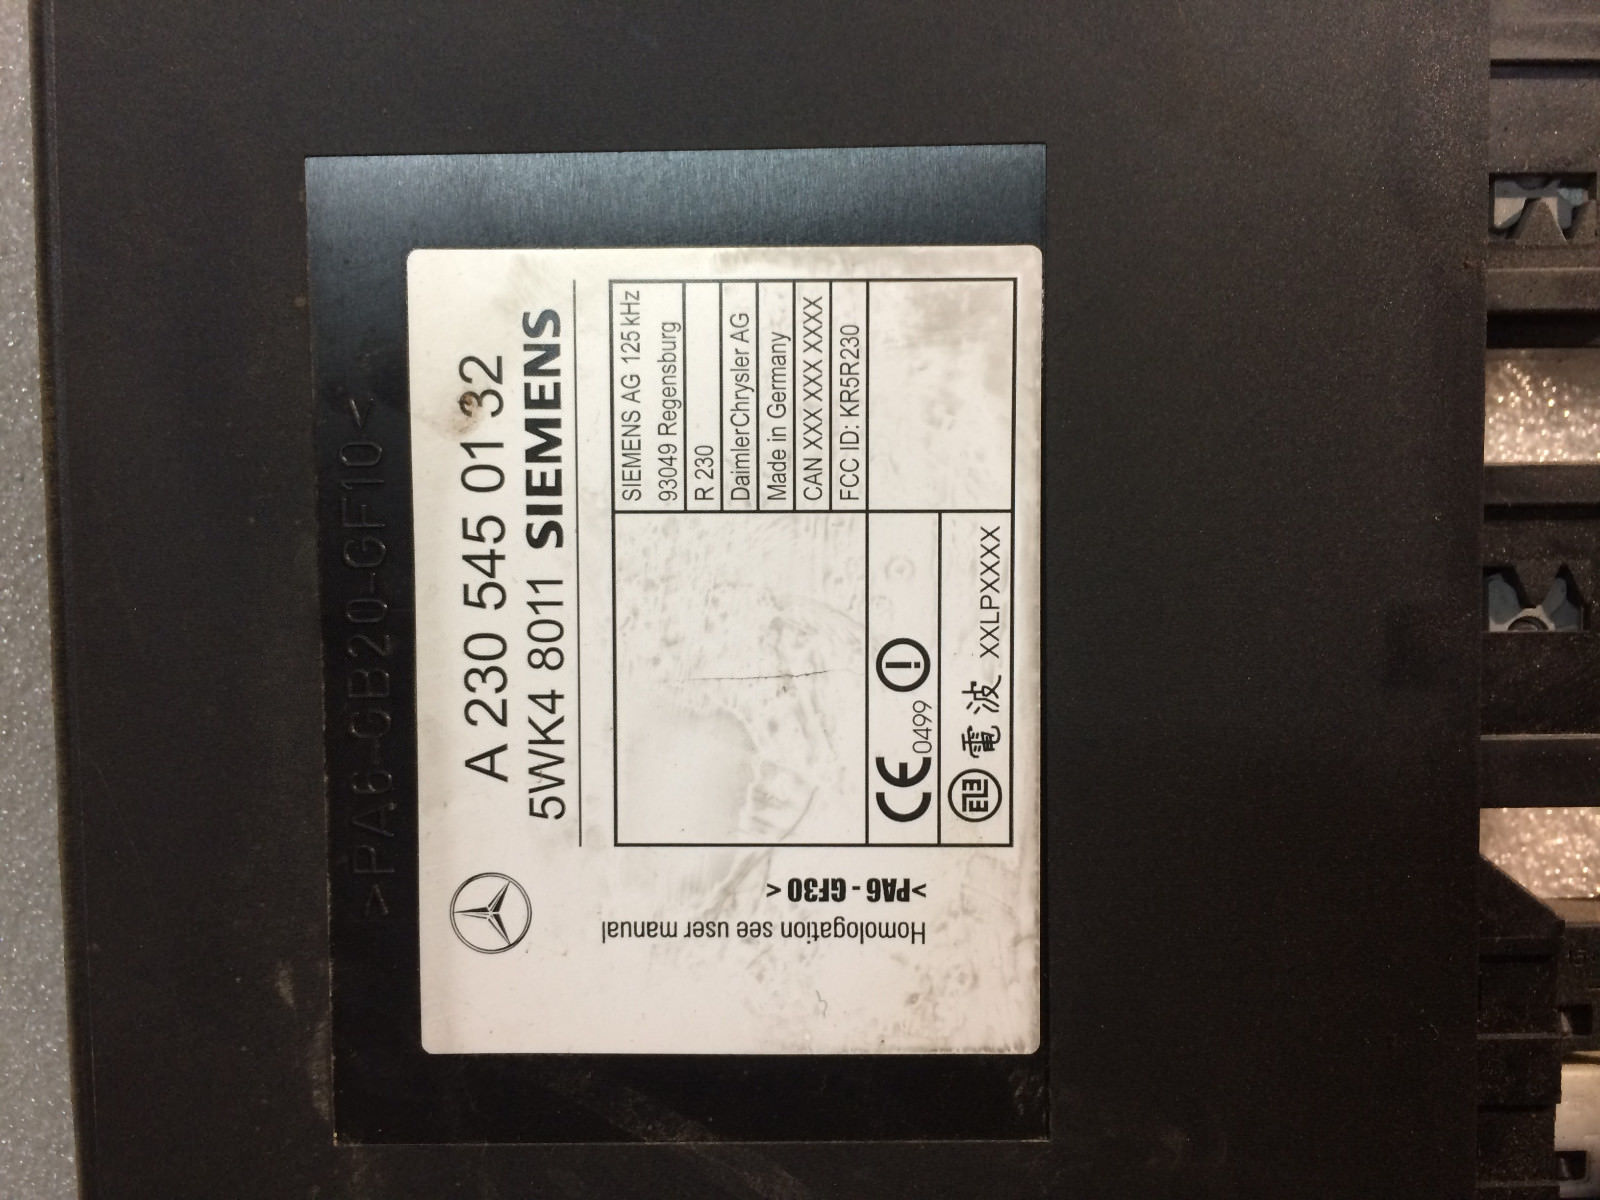 >PA6-GB20-GF10<
A 230 545 01 32
5WK4 8011 SIEMENS
SIEMENS AG 125 kHz
93049 Regensburg
R 230
DaimlerChrysler AG
Made in Germany
CAN XXX XXX XXX XXXX
FCC ID: KR5R230
CE 0499
電波 XXLPXXXX
>PA6 - GF30<
Homologation see user manual